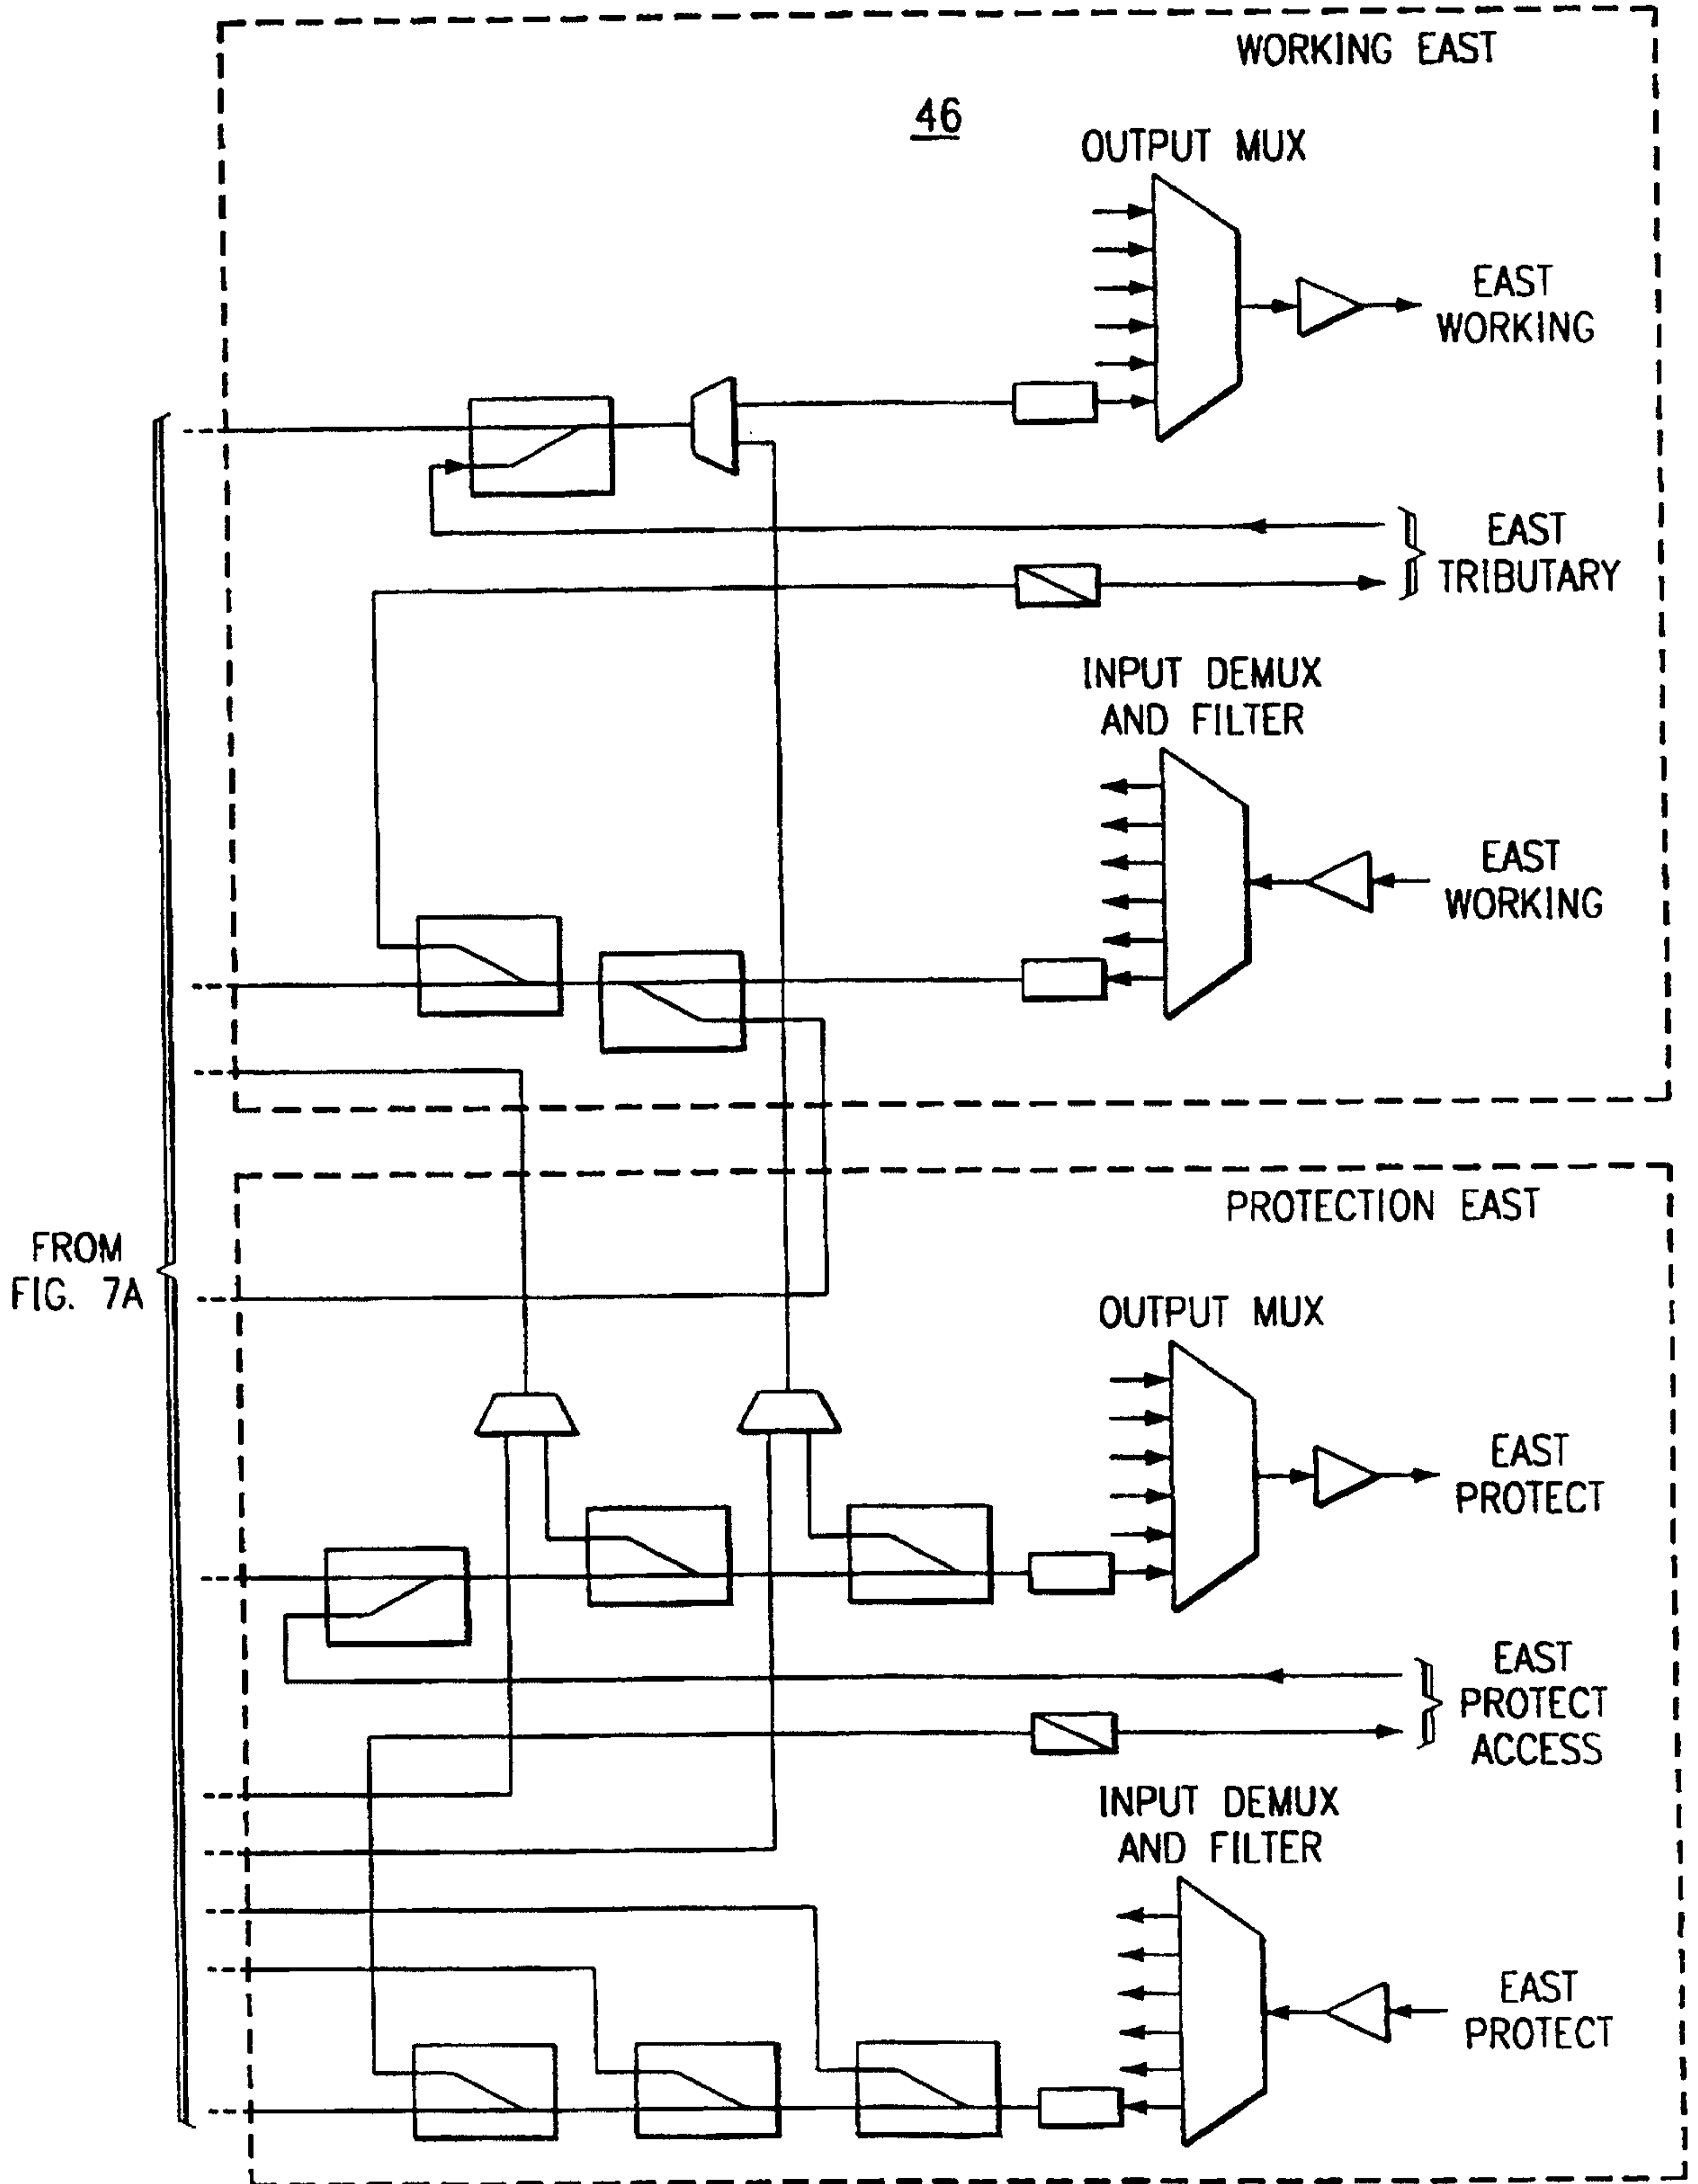 WORKING EAST
46
OUTPUT MUX
EAST
WORKING
EAST
TRIBUTARY
INPUT DEMUX
AND FILTER
EAST
WORKING
PROTECTION EAST
FROM
FIG. 7A
OUTPUT MUX
EAST
PROTECT
EAST
PROTECT
ACCESS
INPUT DEMUX
AND FILTER
EAST
PROTECT